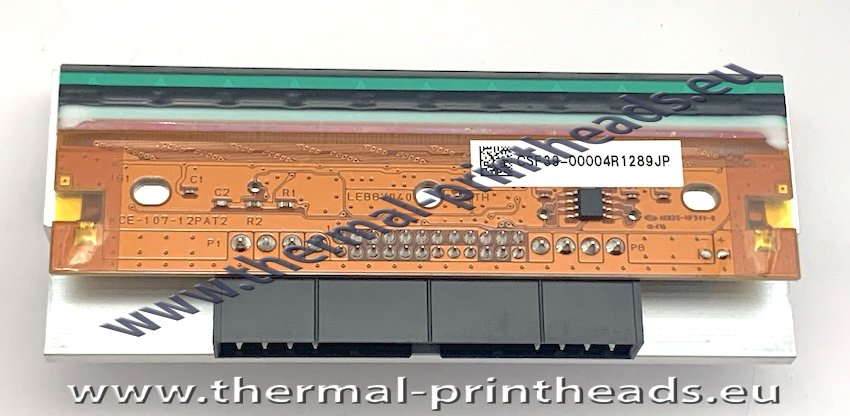 CSF39-00004R1289JP
C1
C2
R1
R2
KCE-107-12PAT2
P1
P8
www.thermal-printheads.eu
www.thermal-printheads.eu